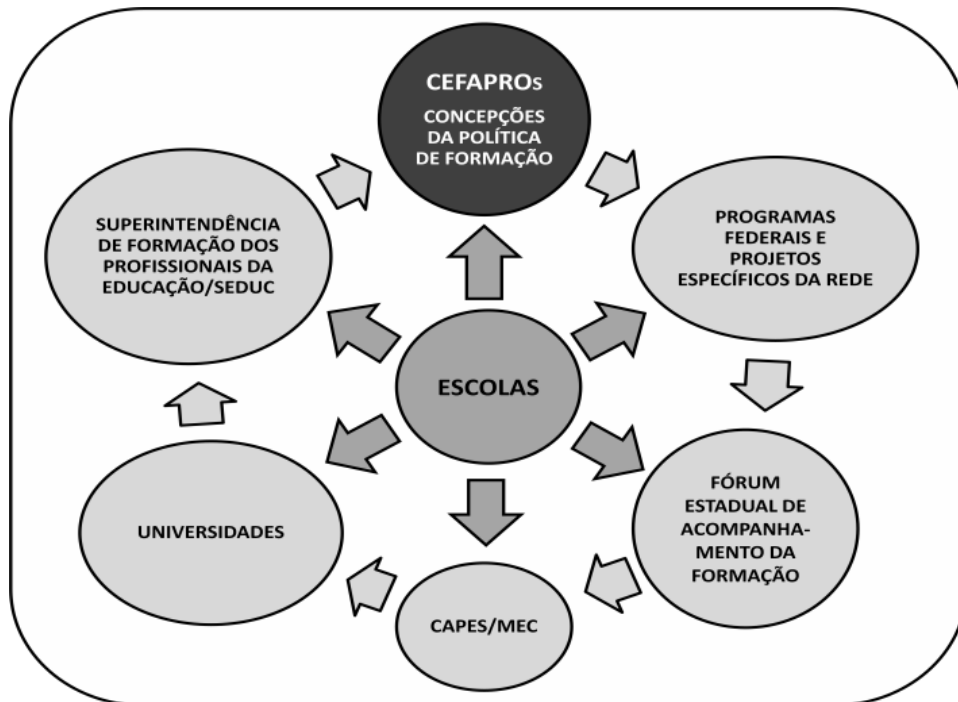 CEFAPROs
CONCEPÇÕES
DA POLÍTICA
DE FORMAÇÃO
SUPERINTENDÊNCIA
DE FORMAÇÃO DOS
PROFISSIONAIS DA
EDUCAÇÃO/SEDUC
PROGRAMAS
FEDERAIS E
PROJETOS
ESPECÍFICOS DA REDE
ESCOLAS
UNIVERSIDADES
FÓRUM
ESTADUAL DE
ACOMPANHA-
MENTO DA
FORMAÇÃO
CAPES/MEC